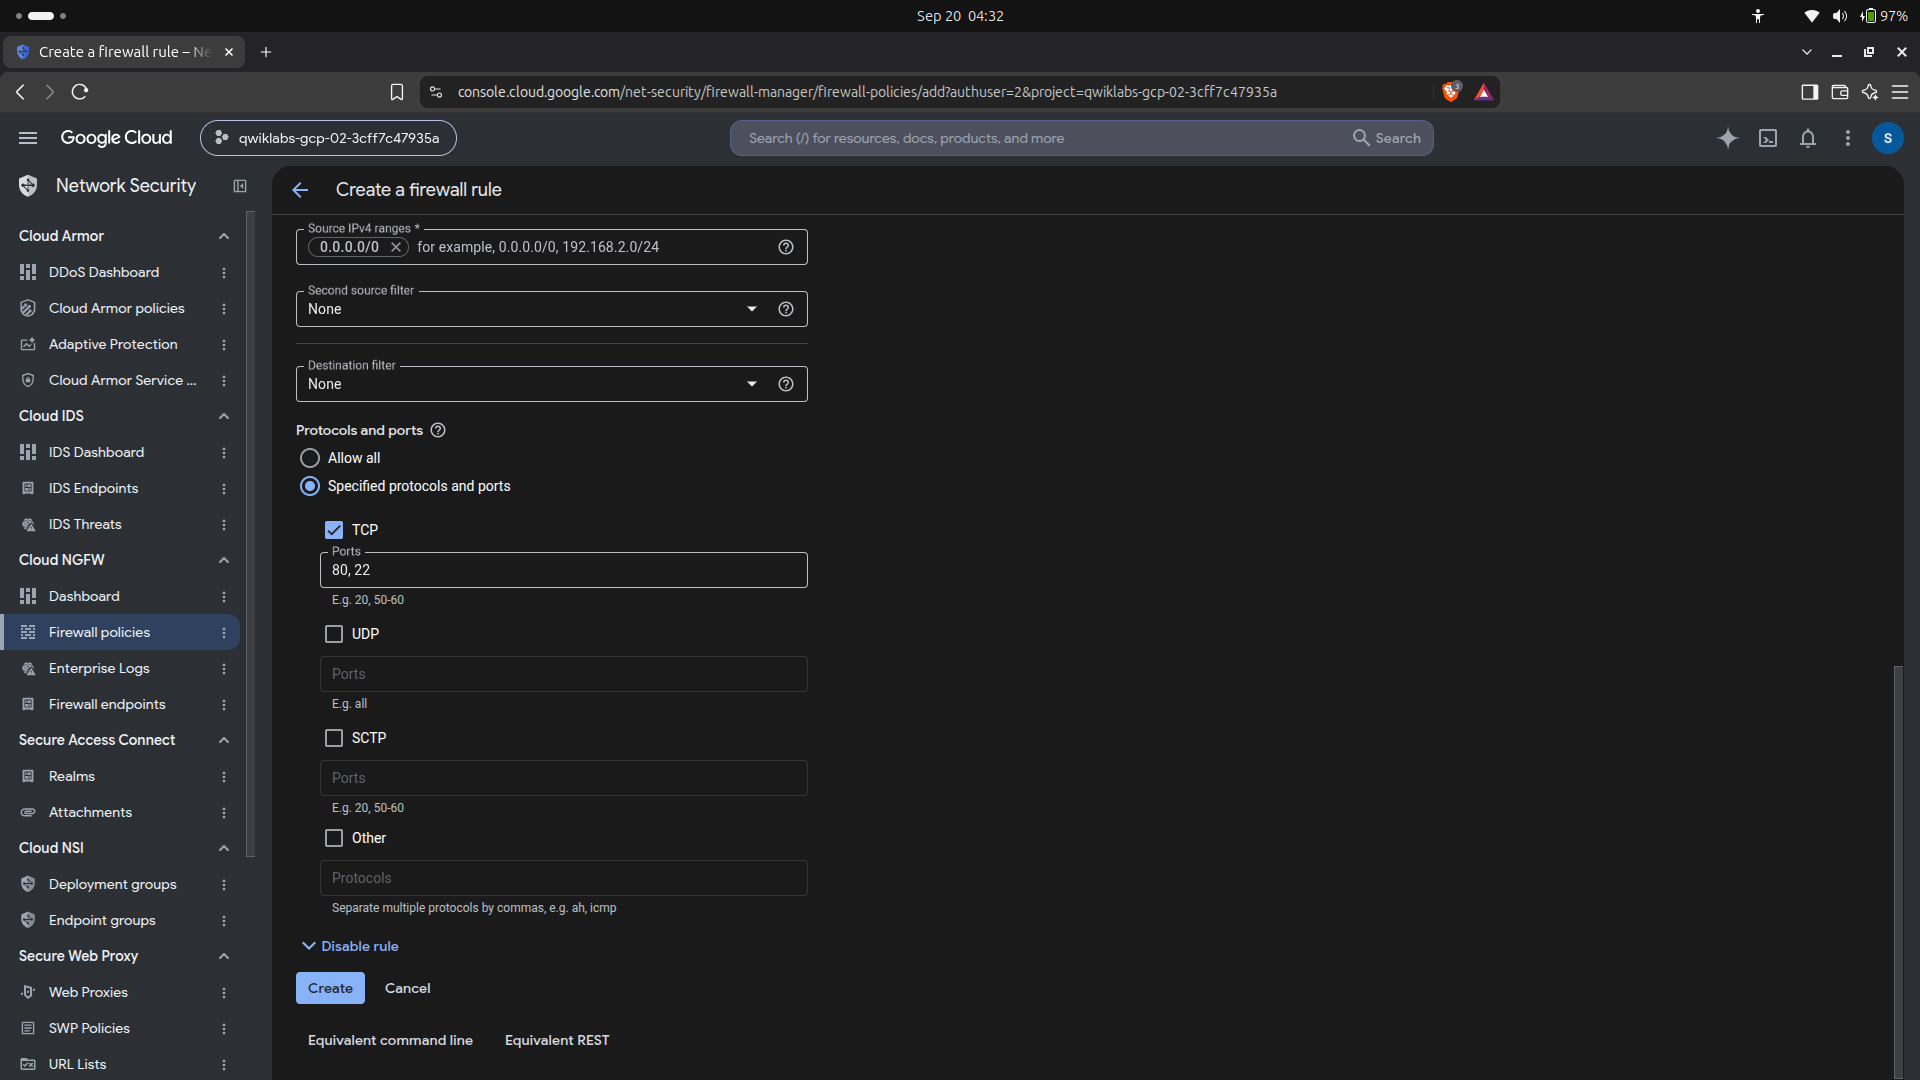 Sep 20 04:32
97%
Create a firewall rule – Ne
console.cloud.google.com/net-security/firewall-manager/firewall-policies/add?authuser=2&project=qwiklabs-gcp-02-3cff7c47935a
3
Google Cloud
qwiklabs-gcp-02-3cff7c47935a
Search (/) for resources, docs, products, and more
Search
S
Network Security
Cloud Armor
DDoS Dashboard
Cloud Armor policies
Adaptive Protection
Cloud Armor Service ...
Cloud IDS
IDS Dashboard
IDS Endpoints
IDS Threats
Cloud NGFW
Dashboard
Firewall policies
Enterprise Logs
Firewall endpoints
Secure Access Connect
Realms
Attachments
Cloud NSI
Deployment groups
Endpoint groups
Secure Web Proxy
Web Proxies
SWP Policies
URL Lists
Create a firewall rule
Source IPv4 ranges *
0.0.0.0/0 for example, 0.0.0.0/0, 192.168.2.0/24
Second source filter
None
Destination filter
None
Protocols and ports
Allow all
Specified protocols and ports
TCP
Ports
80, 22
E.g. 20, 50-60
UDP
Ports
E.g. all
SCTP
Ports
E.g. 20, 50-60
Other
Protocols
Separate multiple protocols by commas, e.g. ah, icmp
Disable rule
Create
Cancel
Equivalent command line
Equivalent REST